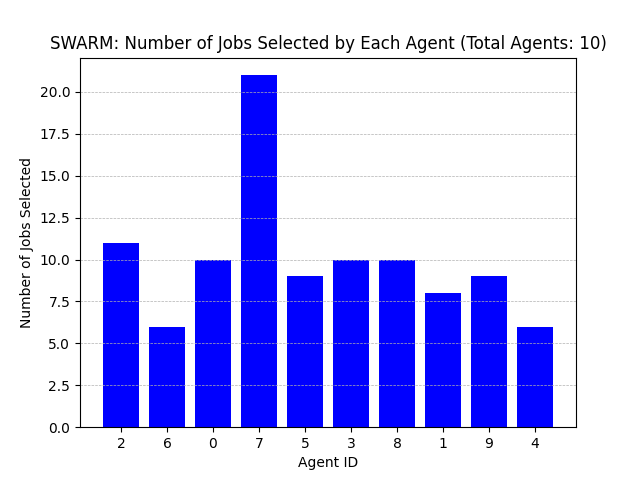 SWARM: Number of Jobs Selected by Each Agent (Total Agents: 10)
Number of Jobs Selected
20.0
17.5
15.0
12.5
10.0
7.5
5.0
2.5
0.0
2 6 0 7 5 3 8 1 9 4
Agent ID